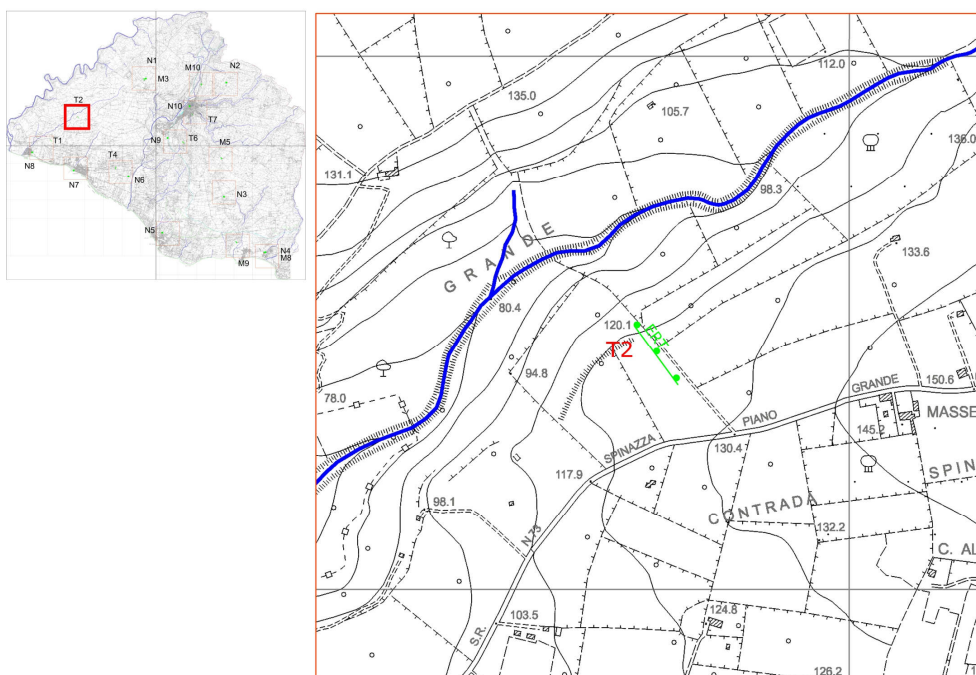 N1
N2
M10
M3
T2
N10
T7
T1
N9
T6
M5
T4
N8
N7
N6
N3
N5
N4
M9
M8
112.0
135.0
105.7
136.0
131.1
98.3
GRANDE
133.6
80.4
120.1
ERT
T2
94.8
78.0
GRANDE
150.6
PIANO
MASSE
145.2
SPINAZZA
130.4
117.9
SPIN
98.1
CONTRADA
132.2
N.73
C. AL
124.8
103.5
S.R.
126.2